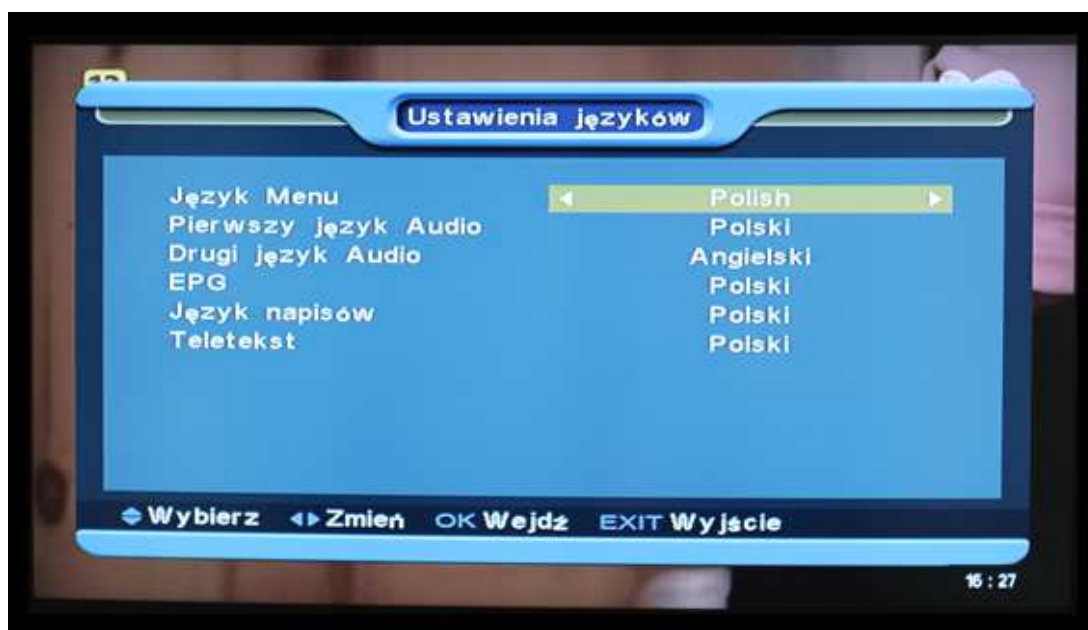 Ustawienia języków
Język Menu Polish
Pierwszy język Audio Polski
Drugi język Audio Angielski
EPG Polski
Język napisów Polski
Teletekst Polski
Wybierz Zmień OK Wejdź EXIT Wyjście
16:27